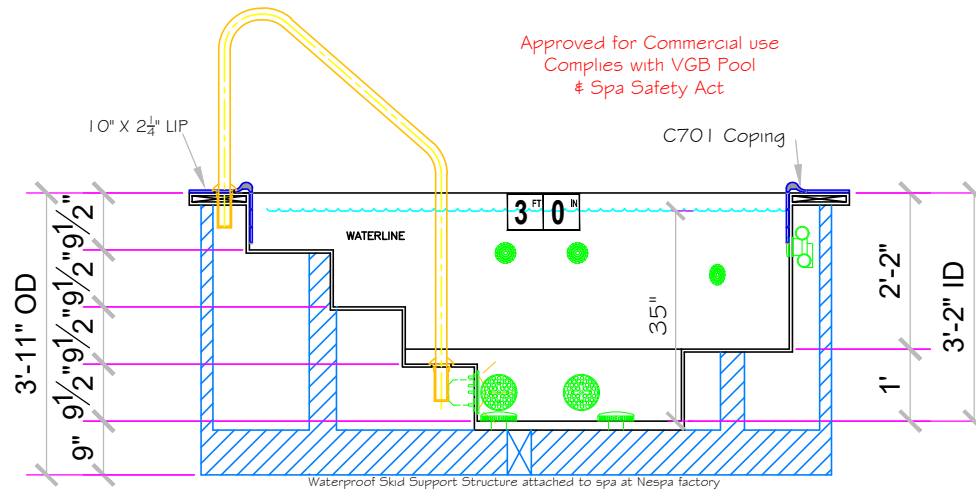 Approved for Commercial use
Complies with VGB Pool
& Spa Safety Act
10" X 2¼" LIP
C701 Coping
3 FT 0 IN
WATERLINE
9½"
9½"
9½"
9½"
9"
3'-11" OD
35"
2'-2"
1'
3'-2" ID
Waterproof Skid Support Structure attached to spa at Nespa factory